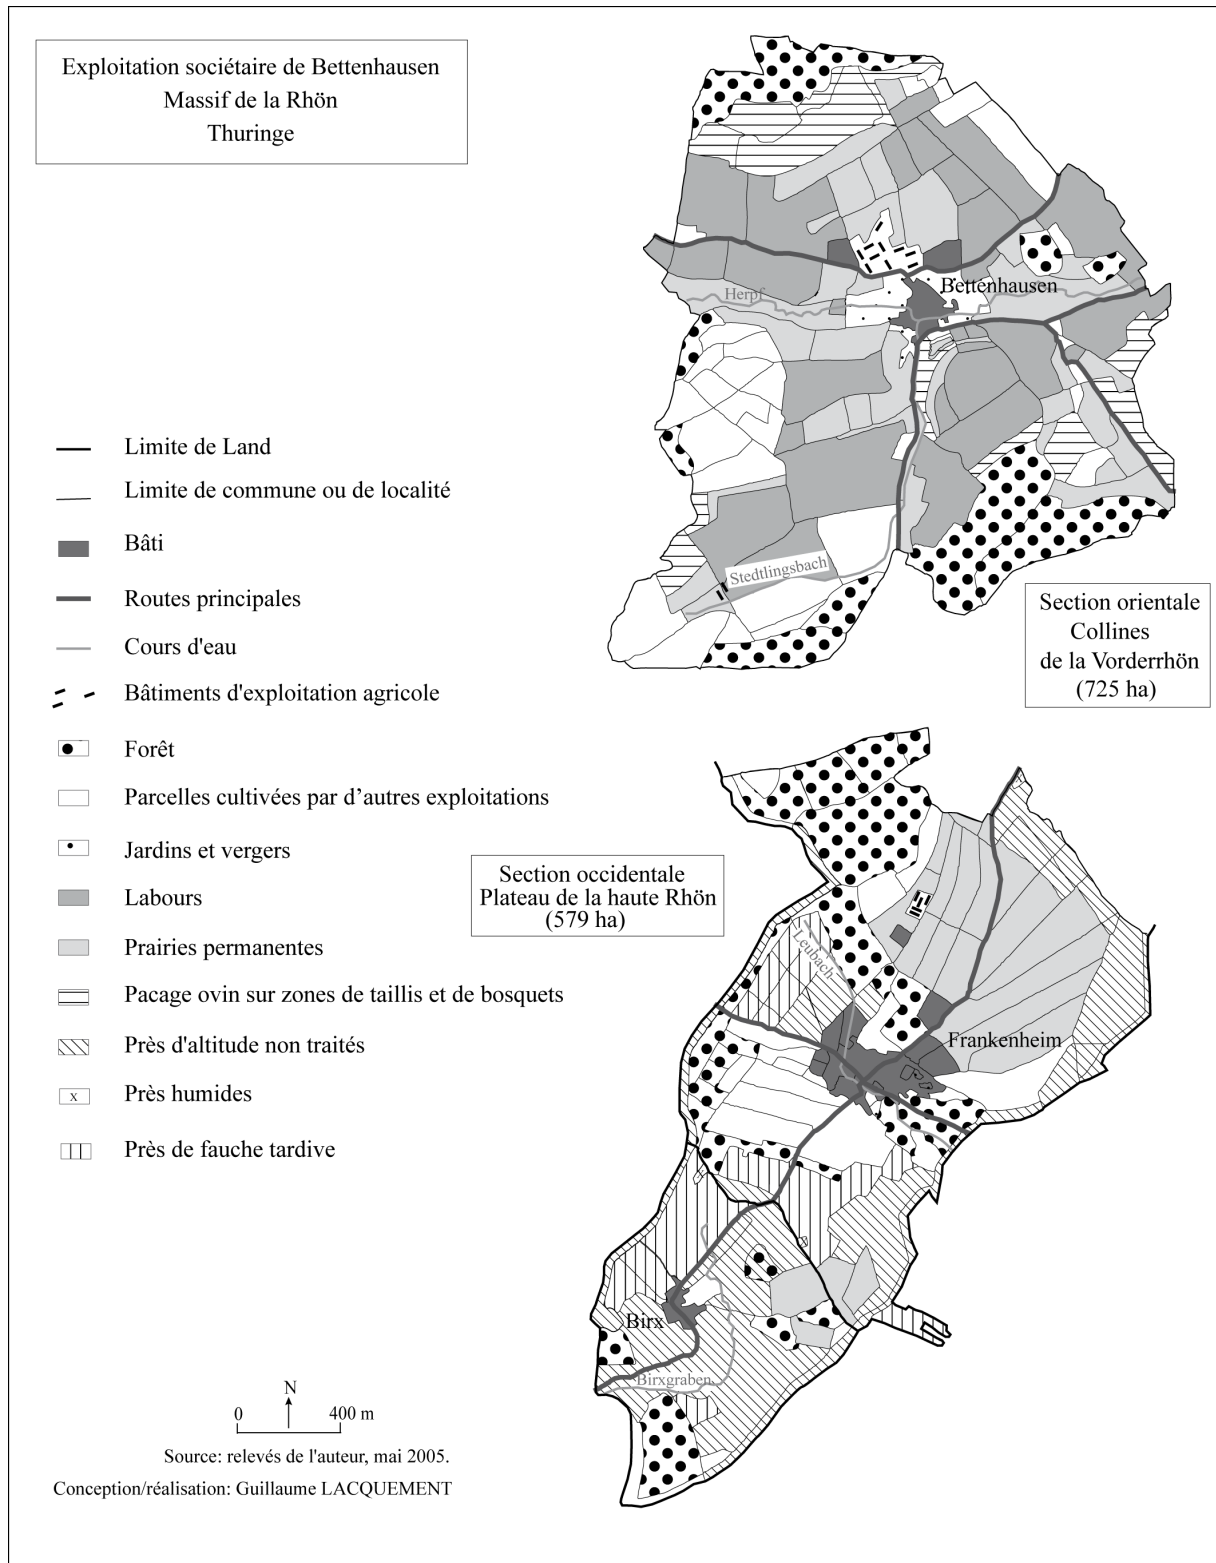 Exploitation sociétaire de Bettenhausen
Massif de la Rhön
Thuringe
Herpf
Bettenhausen
Stedtlingsbach
Section orientale
Collines
de la Vorderrhön
(725 ha)
Limite de Land
Limite de commune ou de localité
Bâti
Routes principales
Cours d'eau
Bâtiments d'exploitation agricole
Forêt
Parcelles cultivées par d’autres exploitations
Jardins et vergers
Labours
Prairies permanentes
Pacage ovin sur zones de taillis et de bosquets
Près d'altitude non traités
x
Près humides
Près de fauche tardive
Section occidentale
Plateau de la haute Rhön
(579 ha)
Leubach
Frankenheim
Birx
Birxgraben
N
0
400 m
Source: relevés de l'auteur, mai 2005.
Conception/réalisation: Guillaume LACQUEMENT